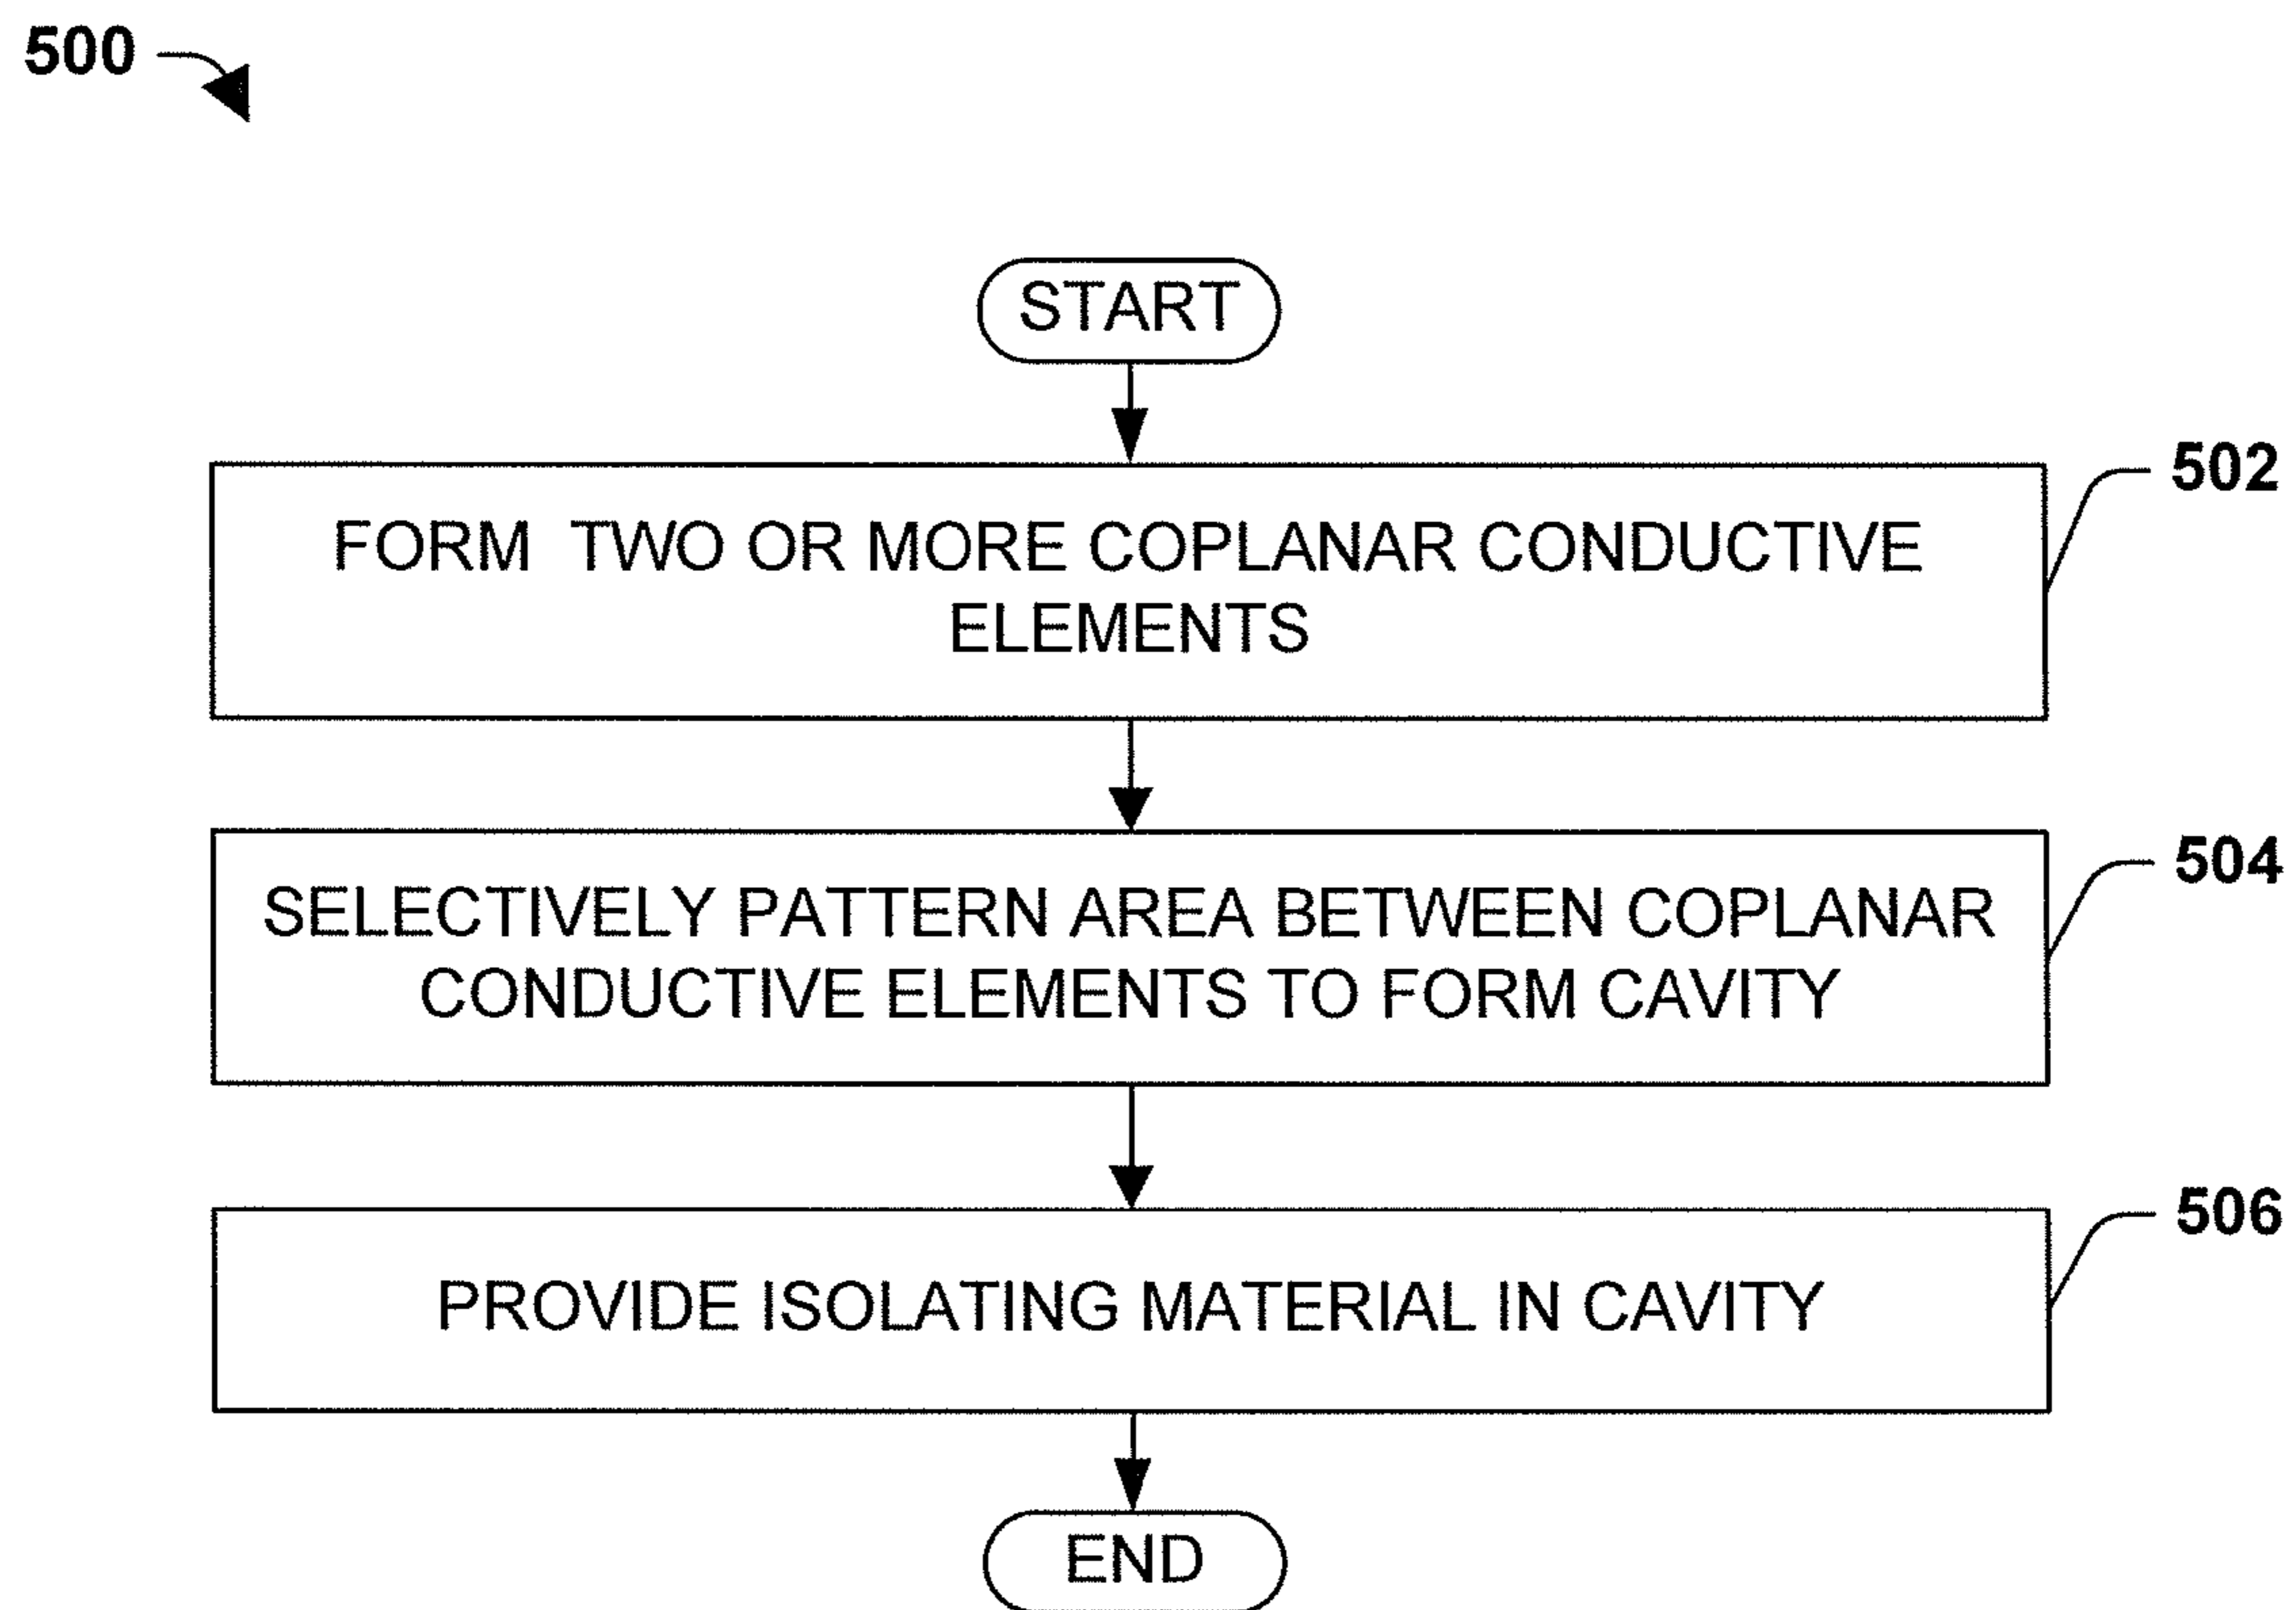 500
START
FORM TWO OR MORE COPLANAR CONDUCTIVE
ELEMENTS
502
SELECTIVELY PATTERN AREA BETWEEN COPLANAR
CONDUCTIVE ELEMENTS TO FORM CAVITY
504
PROVIDE ISOLATING MATERIAL IN CAVITY
506
END